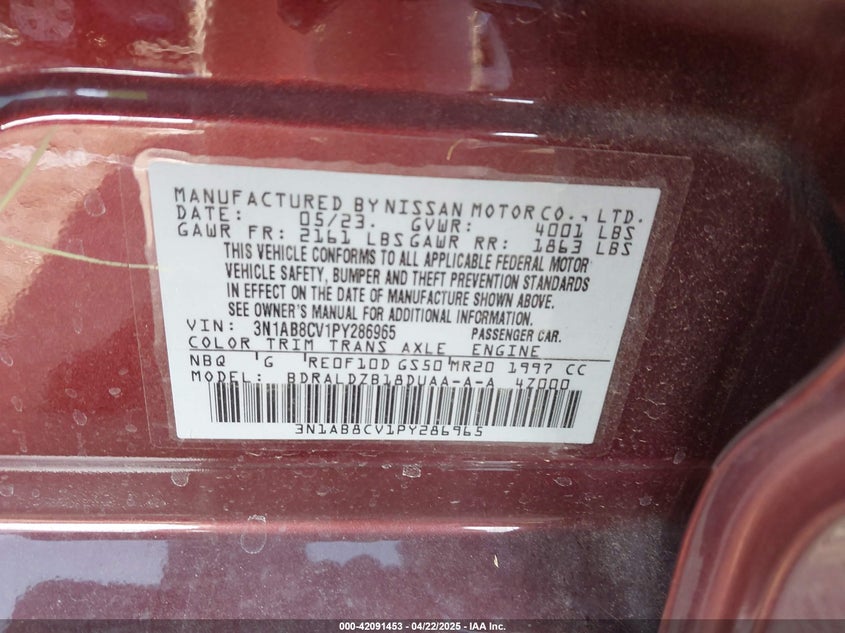 MANUFACTURED BY NISSAN MOTOR CO., LTD.
DATE: 05/23. GVWR: 4001 LBS
GAWR FR: 2161 LBS GAWR RR: 1863 LBS
THIS VEHICLE CONFORMS TO ALL APPLICABLE FEDERAL MOTOR
VEHICLE SAFETY, BUMPER AND THEFT PREVENTION STANDARDS
IN EFFECT ON THE DATE OF MANUFACTURE SHOWN ABOVE.
SEE OWNER'S MANUAL FOR ADDITIONAL INFORMATION.
VIN: 3N1AB8CV1PY286965 PASSENGER CAR.
COLOR TRIM TRANS AXLE ENGINE
NBQ G RE0F10D GS50 MR20 1997 CC
MODEL: BDRALDZB18DUAA-A-A 47000
3N1AB8CV1PY286965
000-42091453 - 04/22/2025 - IAA Inc.